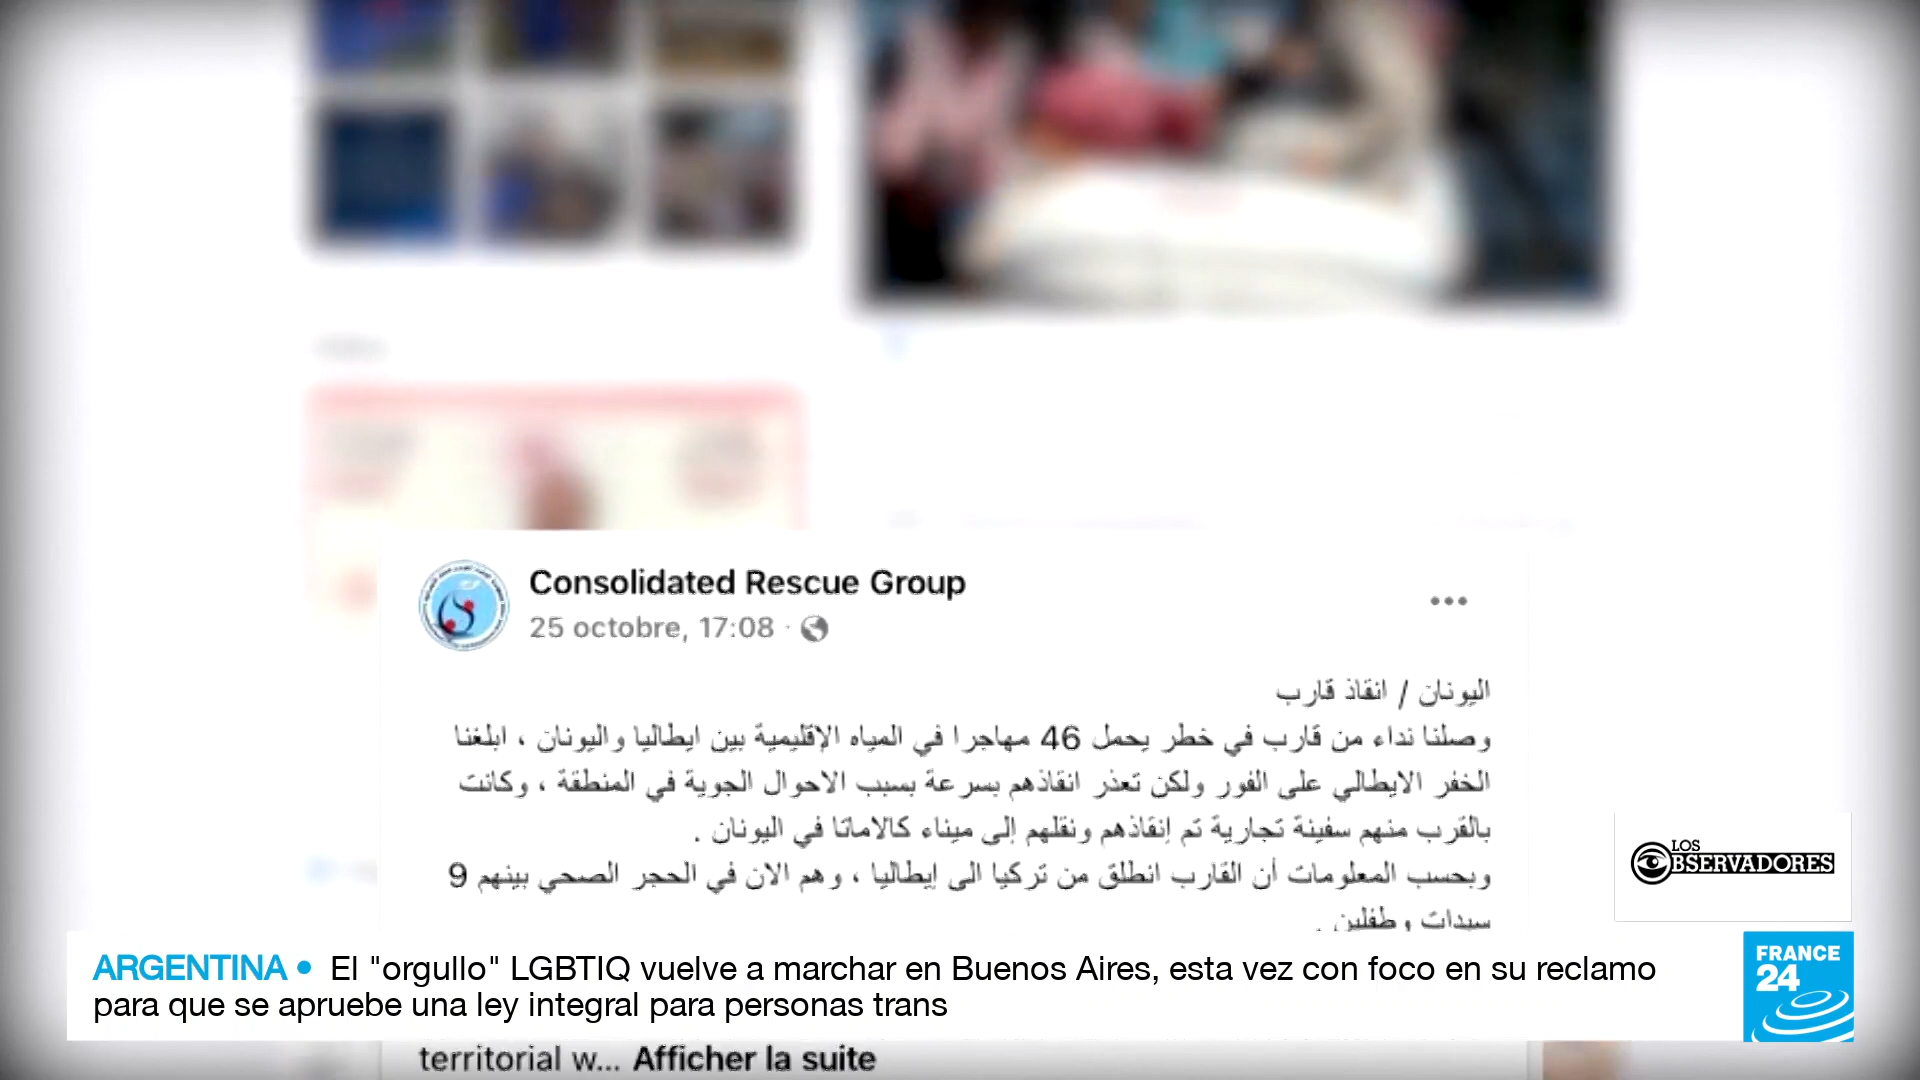 Consolidated Rescue Group
25 octobre, 17:08 ·
•••
اليونان / انقاذ قارب
وصلنا نداء من قارب في خطر يحمل 46 مهاجرا في المياه الإقليمية بين ايطاليا واليونان ، ابلغنا
الخفر الايطالي على الفور ولكن تعذر انقاذهم بسرعة بسبب الاحوال الجوية في المنطقة ، وكانت
بالقرب منهم سفينة تجارية تم إنقاذهم ونقلهم إلى ميناء كالاماتا في اليونان .
وبحسب المعلومات أن القارب انطلق من تركيا الى إيطاليا ، وهم الان في الحجر الصحي بينهم 9
سيدات وطفلين .
LOS
OBSERVADORES
ARGENTINA • El "orgullo" LGBTIQ vuelve a marchar en Buenos Aires, esta vez con foco en su reclamo
para que se apruebe una ley integral para personas trans
FRANCE
24
territorial w... Afficher la suite